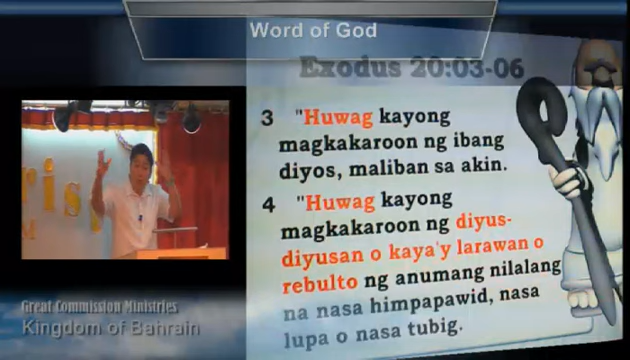 Word of God
Exodus 20:03-06
3 "Huwag kayong
magkakaroon ng ibang
diyos, maliban sa akin.
4 "Huwag kayong
magkakaroon ng diyus-
diyusan o kaya'y larawan o
rebulto ng anumang nilalang
na nasa himpapawid, nasa
lupa o nasa tubig.
Great Commission Ministries
Kingdom of Bahrain